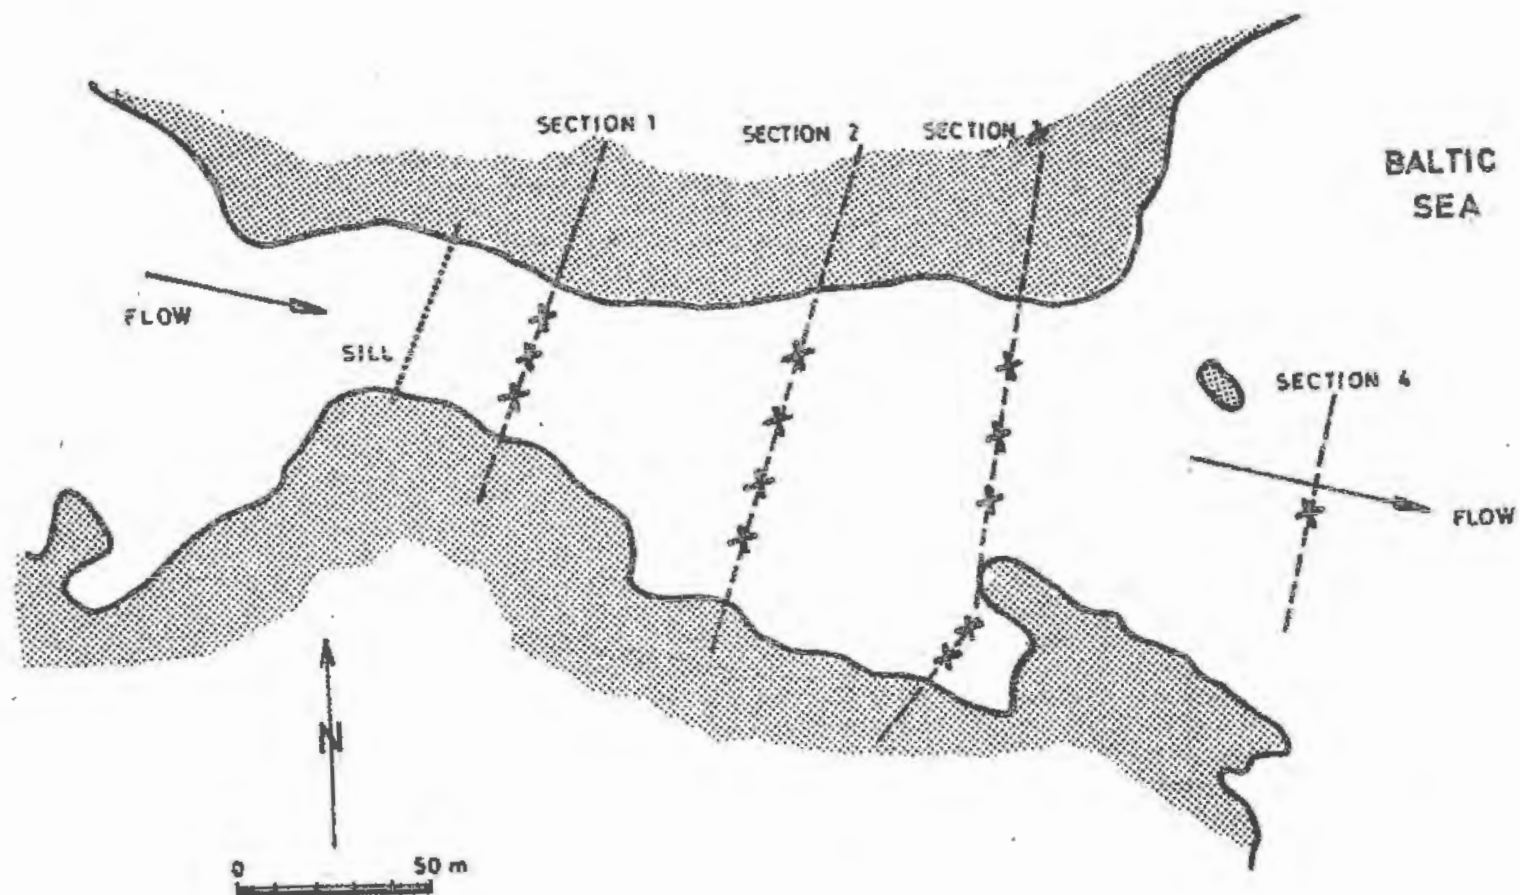 SECTION 1
SECTION 2
SECTION 3
BALTIC
SEA
FLOW
SILL
SECTION 4
FLOW
N
0 50 m